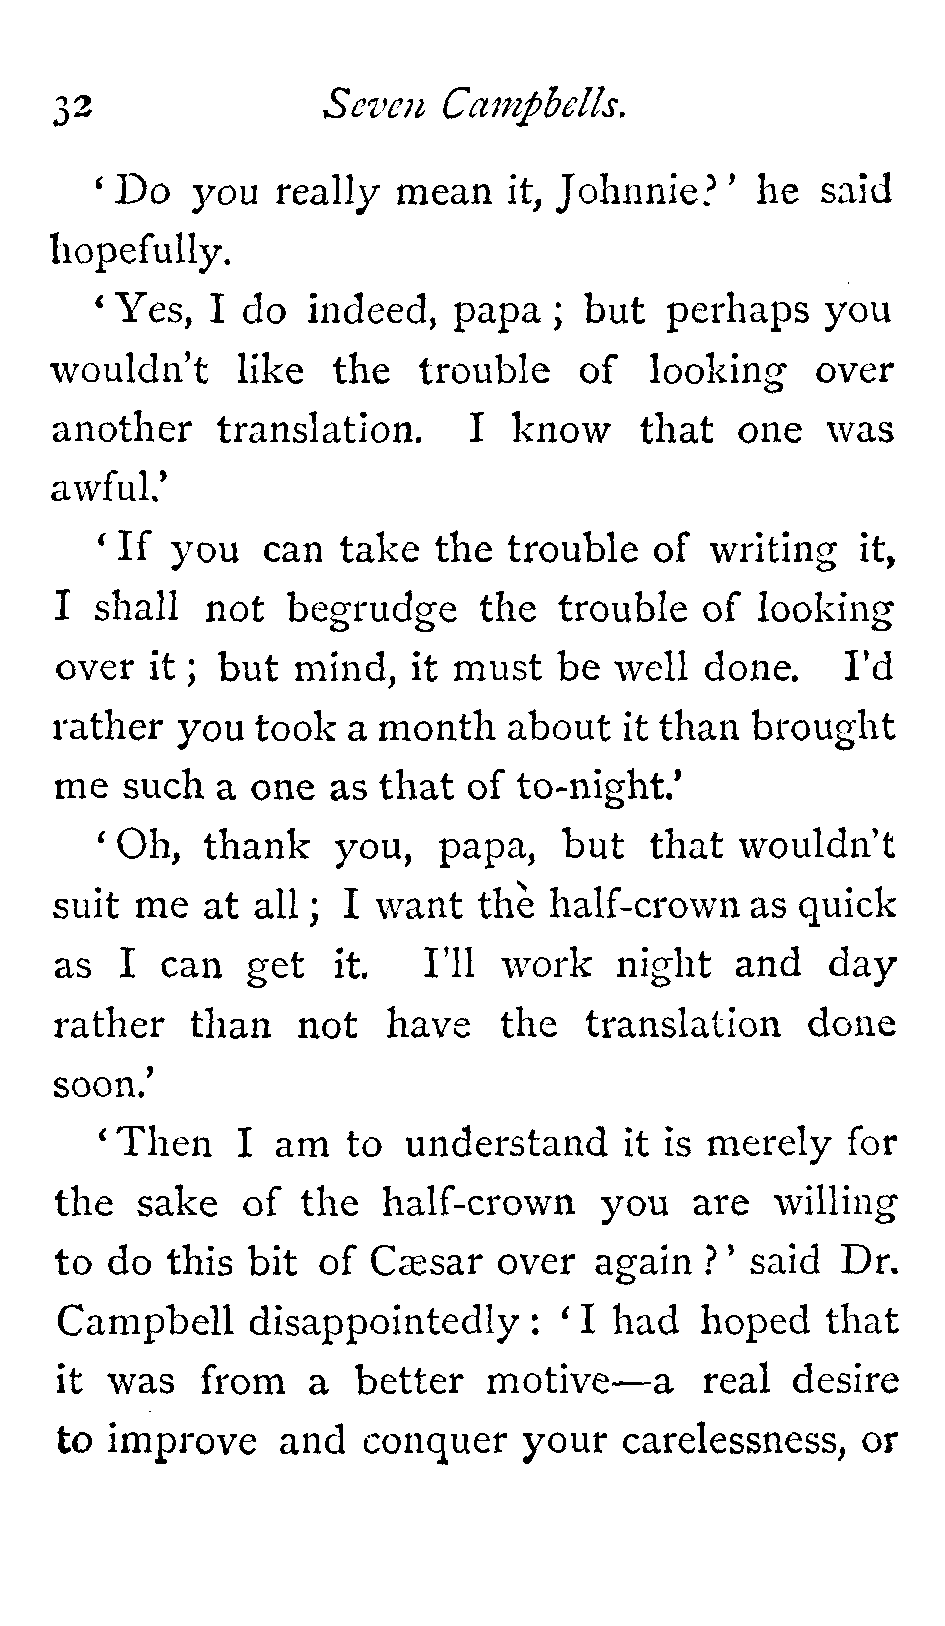 32 Seven Campbells.
‘Do you really mean it, Johnnie?’ he said
hopefully.
‘Yes, I do indeed, papa; but perhaps you
wouldn’t like the trouble of looking over
another translation. I know that one was
awful.’
‘If you can take the trouble of writing it,
I shall not begrudge the trouble of looking
over it; but mind, it must be well done. I’d
rather you took a month about it than brought
me such a one as that of to-night.’
‘Oh, thank you, papa, but that wouldn’t
suit me at all; I want the half-crown as quick
as I can get it. I’ll work night and day
rather than not have the translation done
soon.’
‘Then I am to understand it is merely for
the sake of the half-crown you are willing
to do this bit of Cæsar over again?’ said Dr.
Campbell disappointedly: ‘I had hoped that
it was from a better motive—a real desire
to improve and conquer your carelessness, or